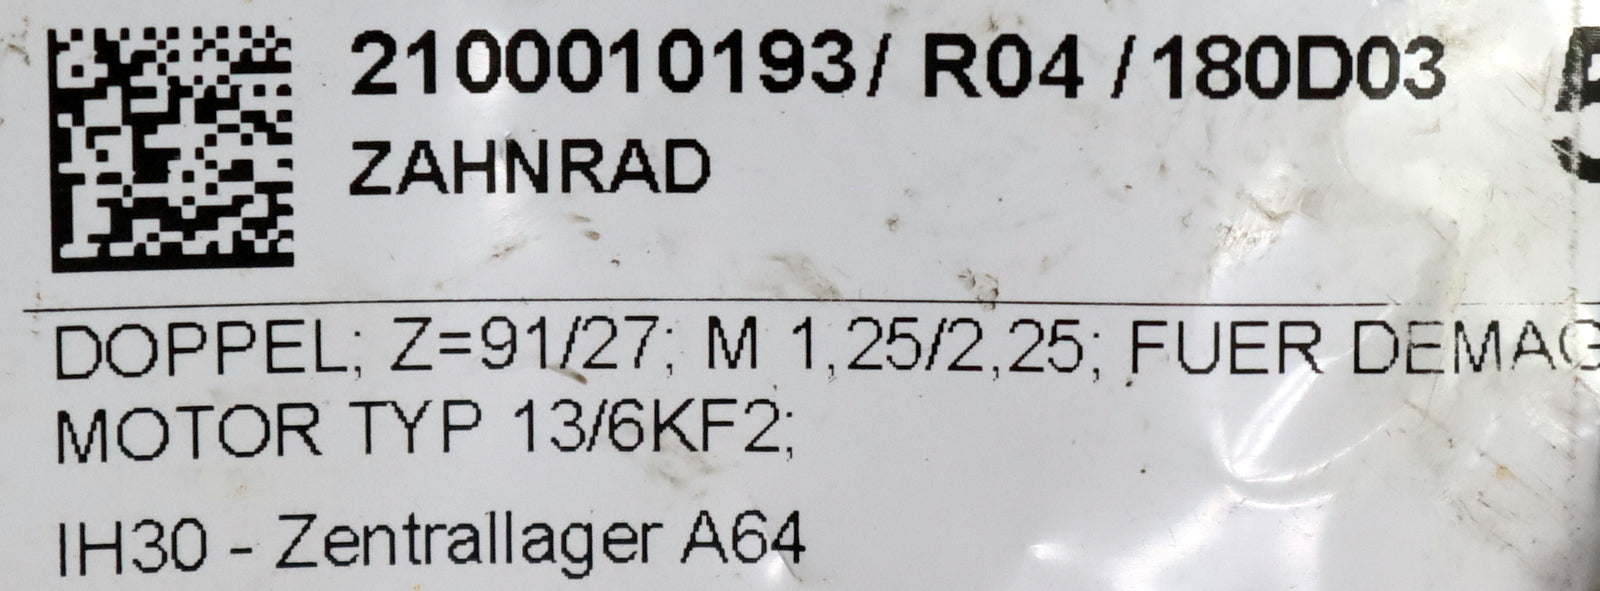 2100010193/ R04 /180D03 5
ZAHNRAD
DOPPEL; Z=91/27; M 1,25/2,25; FUER DEMAG
MOTOR TYP 13/6KF2;
IH30 - Zentrallager A64